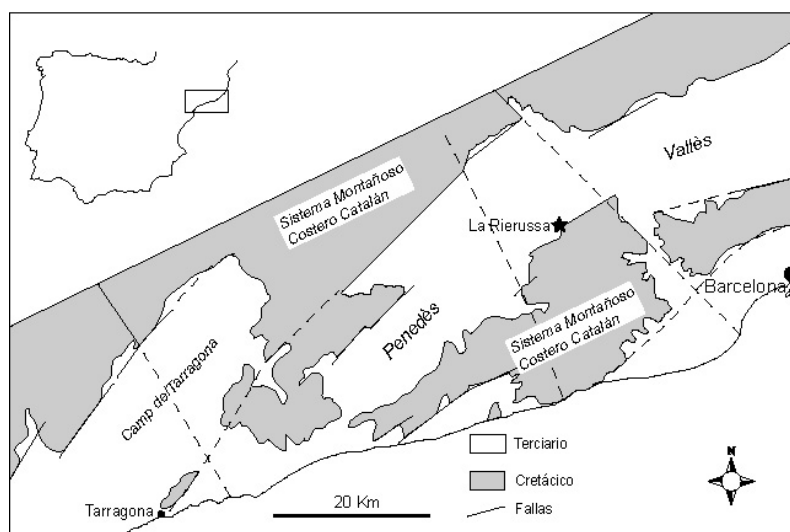 Sistema Montañoso
Costero Catalán
Vallès
La Rierussa
Barcelona
Penedès
Sistema Montañoso
Costero Catalán
Camp de Tarragona
Tarragona
20 Km
Terciario
Cretácico
Fallas
N